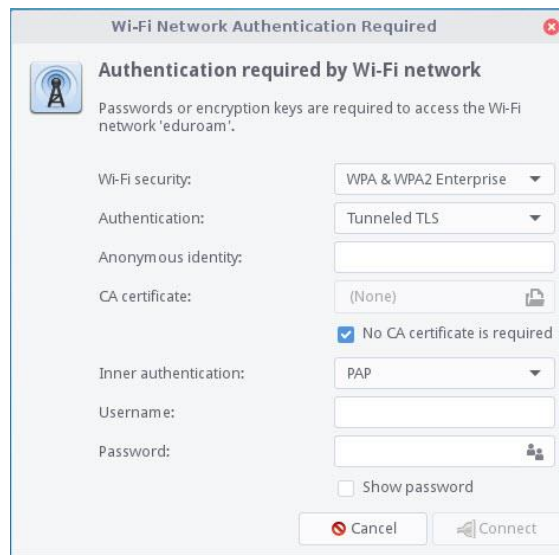 Wi-Fi Network Authentication Required
Authentication required by Wi-Fi network
Passwords or encryption keys are required to access the Wi-Fi
network 'eduroam'.
Wi-Fi security: WPA & WPA2 Enterprise
Authentication: Tunneled TLS
Anonymous identity:
CA certificate: (None)
No CA certificate is required
Inner authentication: PAP
Username:
Password:
Show password
Cancel Connect